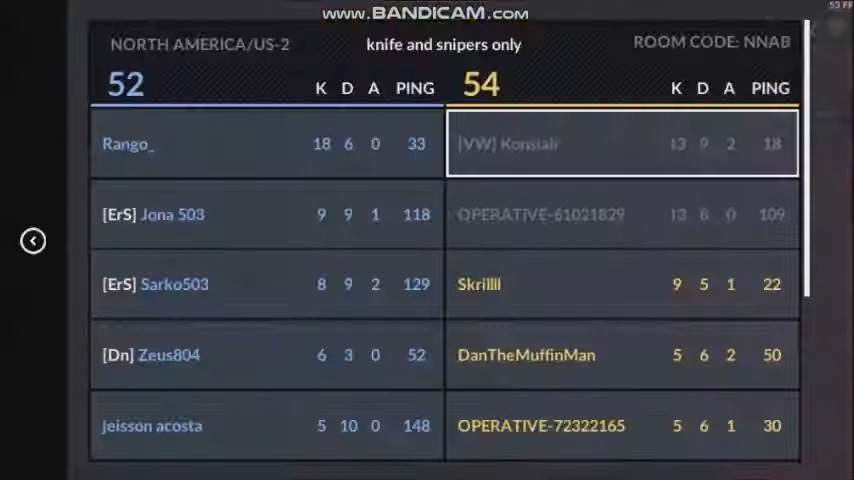 www.BANDICAM.com
53 FP
NORTH AMERICA/US-2
knife and snipers only
ROOM CODE: NNAB
52 K D A PING
54 K D A PING
Rango_ 18 6 0 33
[VW] Konslair 13 9 2 18
[ErS] Jona 503 9 9 1 118
OPERATIVE-61021829 13 8 0 109
[ErS] Sarko503 8 9 2 129
Skrillll 9 5 1 22
[Dn] Zeus804 6 3 0 52
DanTheMuffinMan 5 6 2 50
Jeisson acosta 5 10 0 148
OPERATIVE-72322165 5 6 1 30